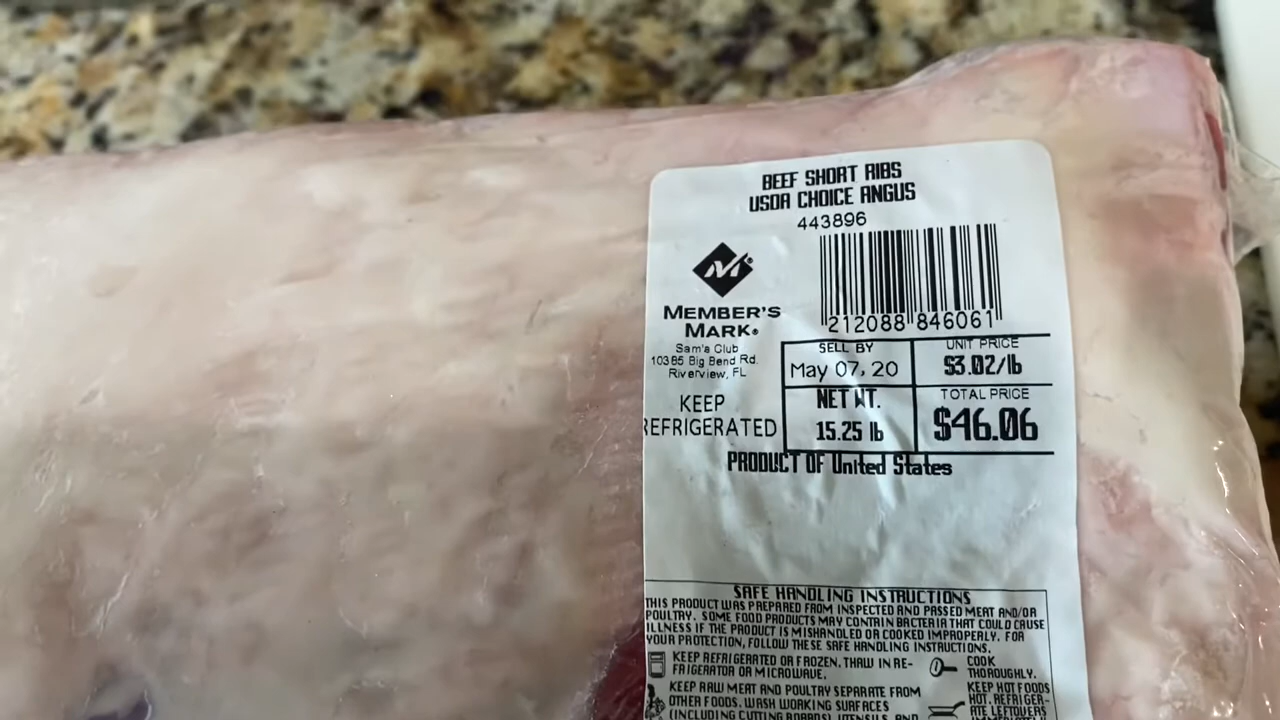 BEEF SHORT RIBS
USDA CHOICE ANGUS
443896
212088 846061
MEMBER'S
MARK®
Sam's Club
10385 Big Bend Rd.
Riverview, FL
KEEP
REFRIGERATED
SELL BY
May 07, 20
UNIT PRICE
$3.02/lb
NET WT.
15.25 lb
TOTAL PRICE
$46.06
PRODUCT OF United States
SAFE HANDLING INSTRUCTIONS
THIS PRODUCT WAS PREPARED FROM INSPECTED AND PASSED MEAT AND/OR
POULTRY. SOME FOOD PRODUCTS MAY CONTAIN BACTERIA THAT COULD CAUSE
ILLNESS IF THE PRODUCT IS MISHANDLED OR COOKED IMPROPERLY. FOR
YOUR PROTECTION, FOLLOW THESE SAFE HANDLING INSTRUCTIONS.
KEEP REFRIGERATED OR FROZEN. THAW IN RE-
FRIGERATOR OR MICROWAVE.
KEEP RAW MEAT AND POULTRY SEPARATE FROM
OTHER FOODS. WASH WORKING SURFACES
(INCLUDING CUTTING BOARDS), UTENSILS, AND
COOK
THOROUGHLY.
KEEP HOT FOODS
HOT. REFRIGER-
ATE LEFTOVERS
IMMEDIATELY